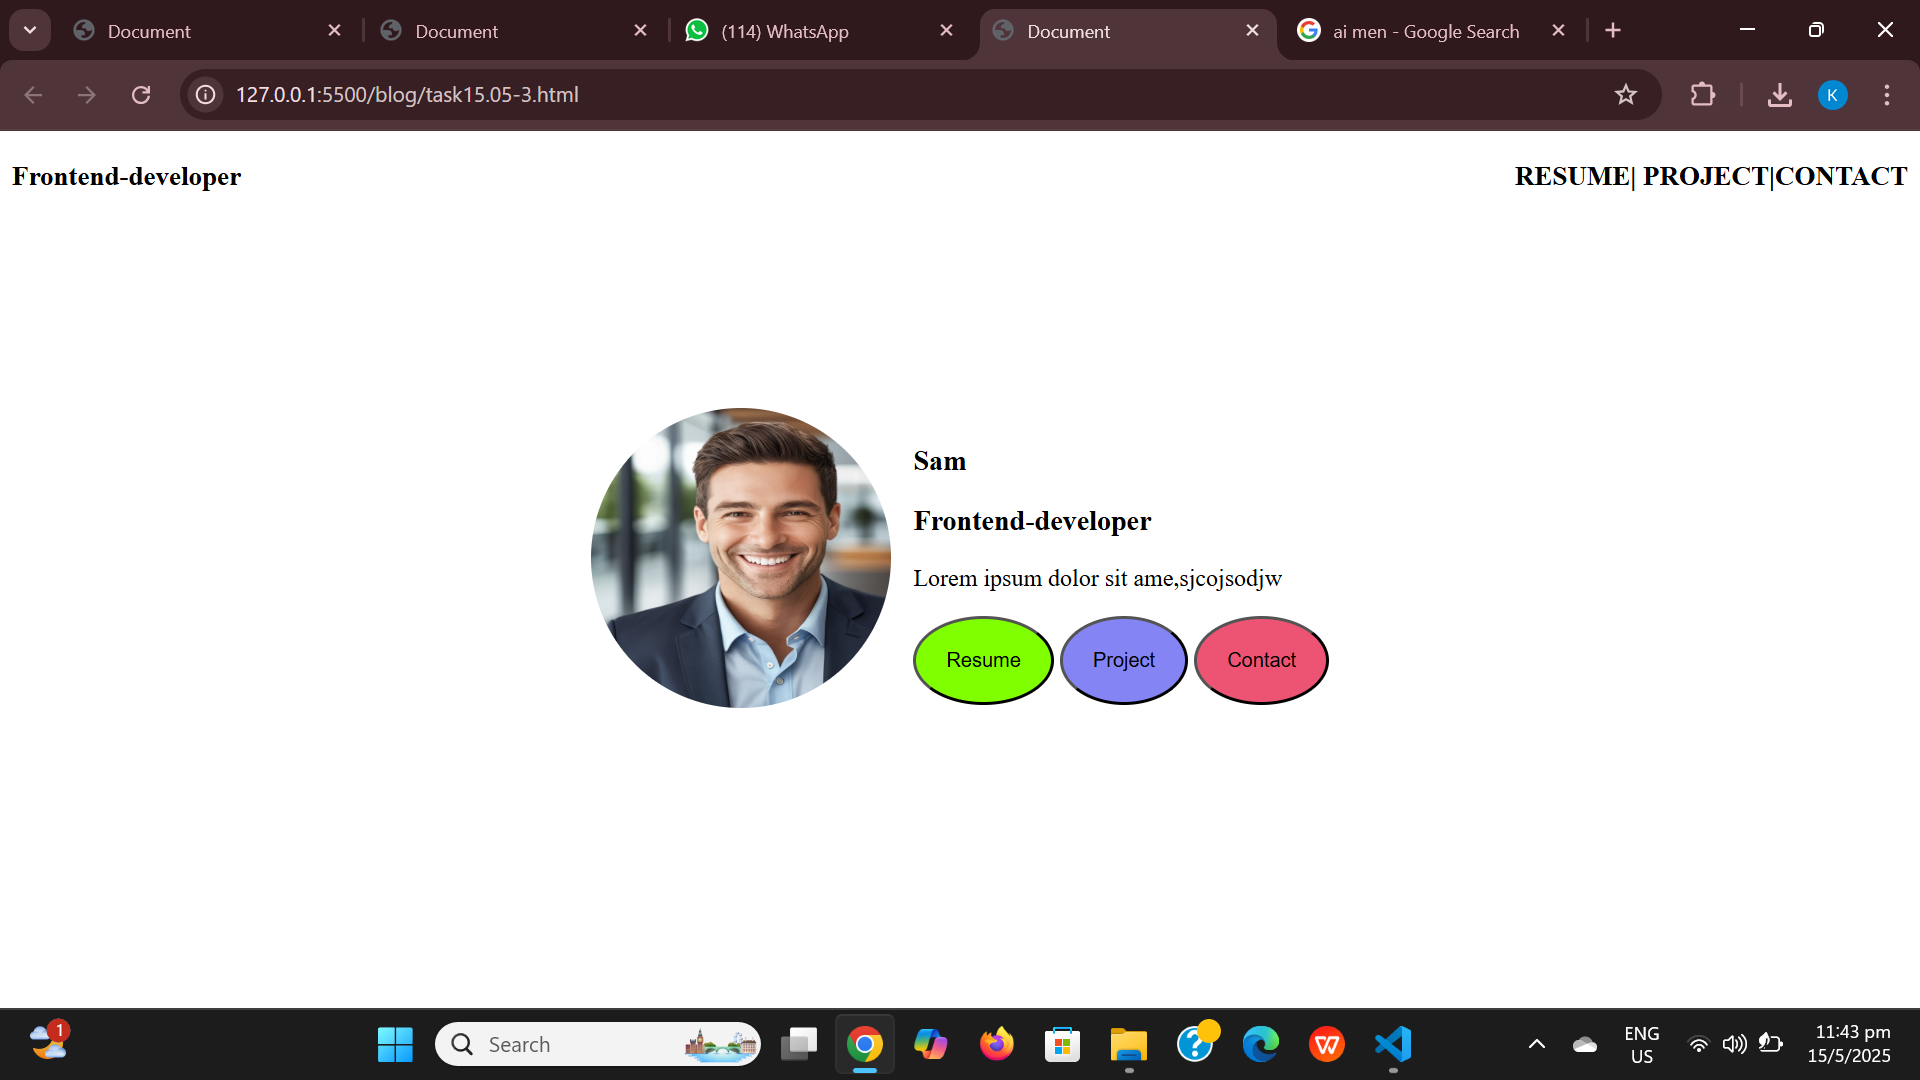 Document
Document
(114) WhatsApp
Document
ai men - Google Search
127.0.0.1:5500/blog/task15.05-3.html
K
Frontend-developer
RESUME| PROJECT|CONTACT
Sam
Frontend-developer
Lorem ipsum dolor sit ame,sjcojsodjw
Resume
Project
Contact
1
Search
ENG
US
11:43 pm
15/5/2025